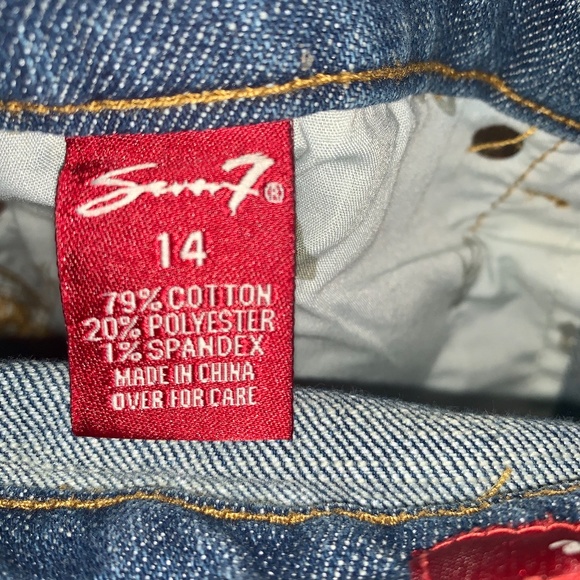 Seven7®
14
79% COTTON
20% POLYESTER
1% SPANDEX
MADE IN CHINA
OVER FOR CARE